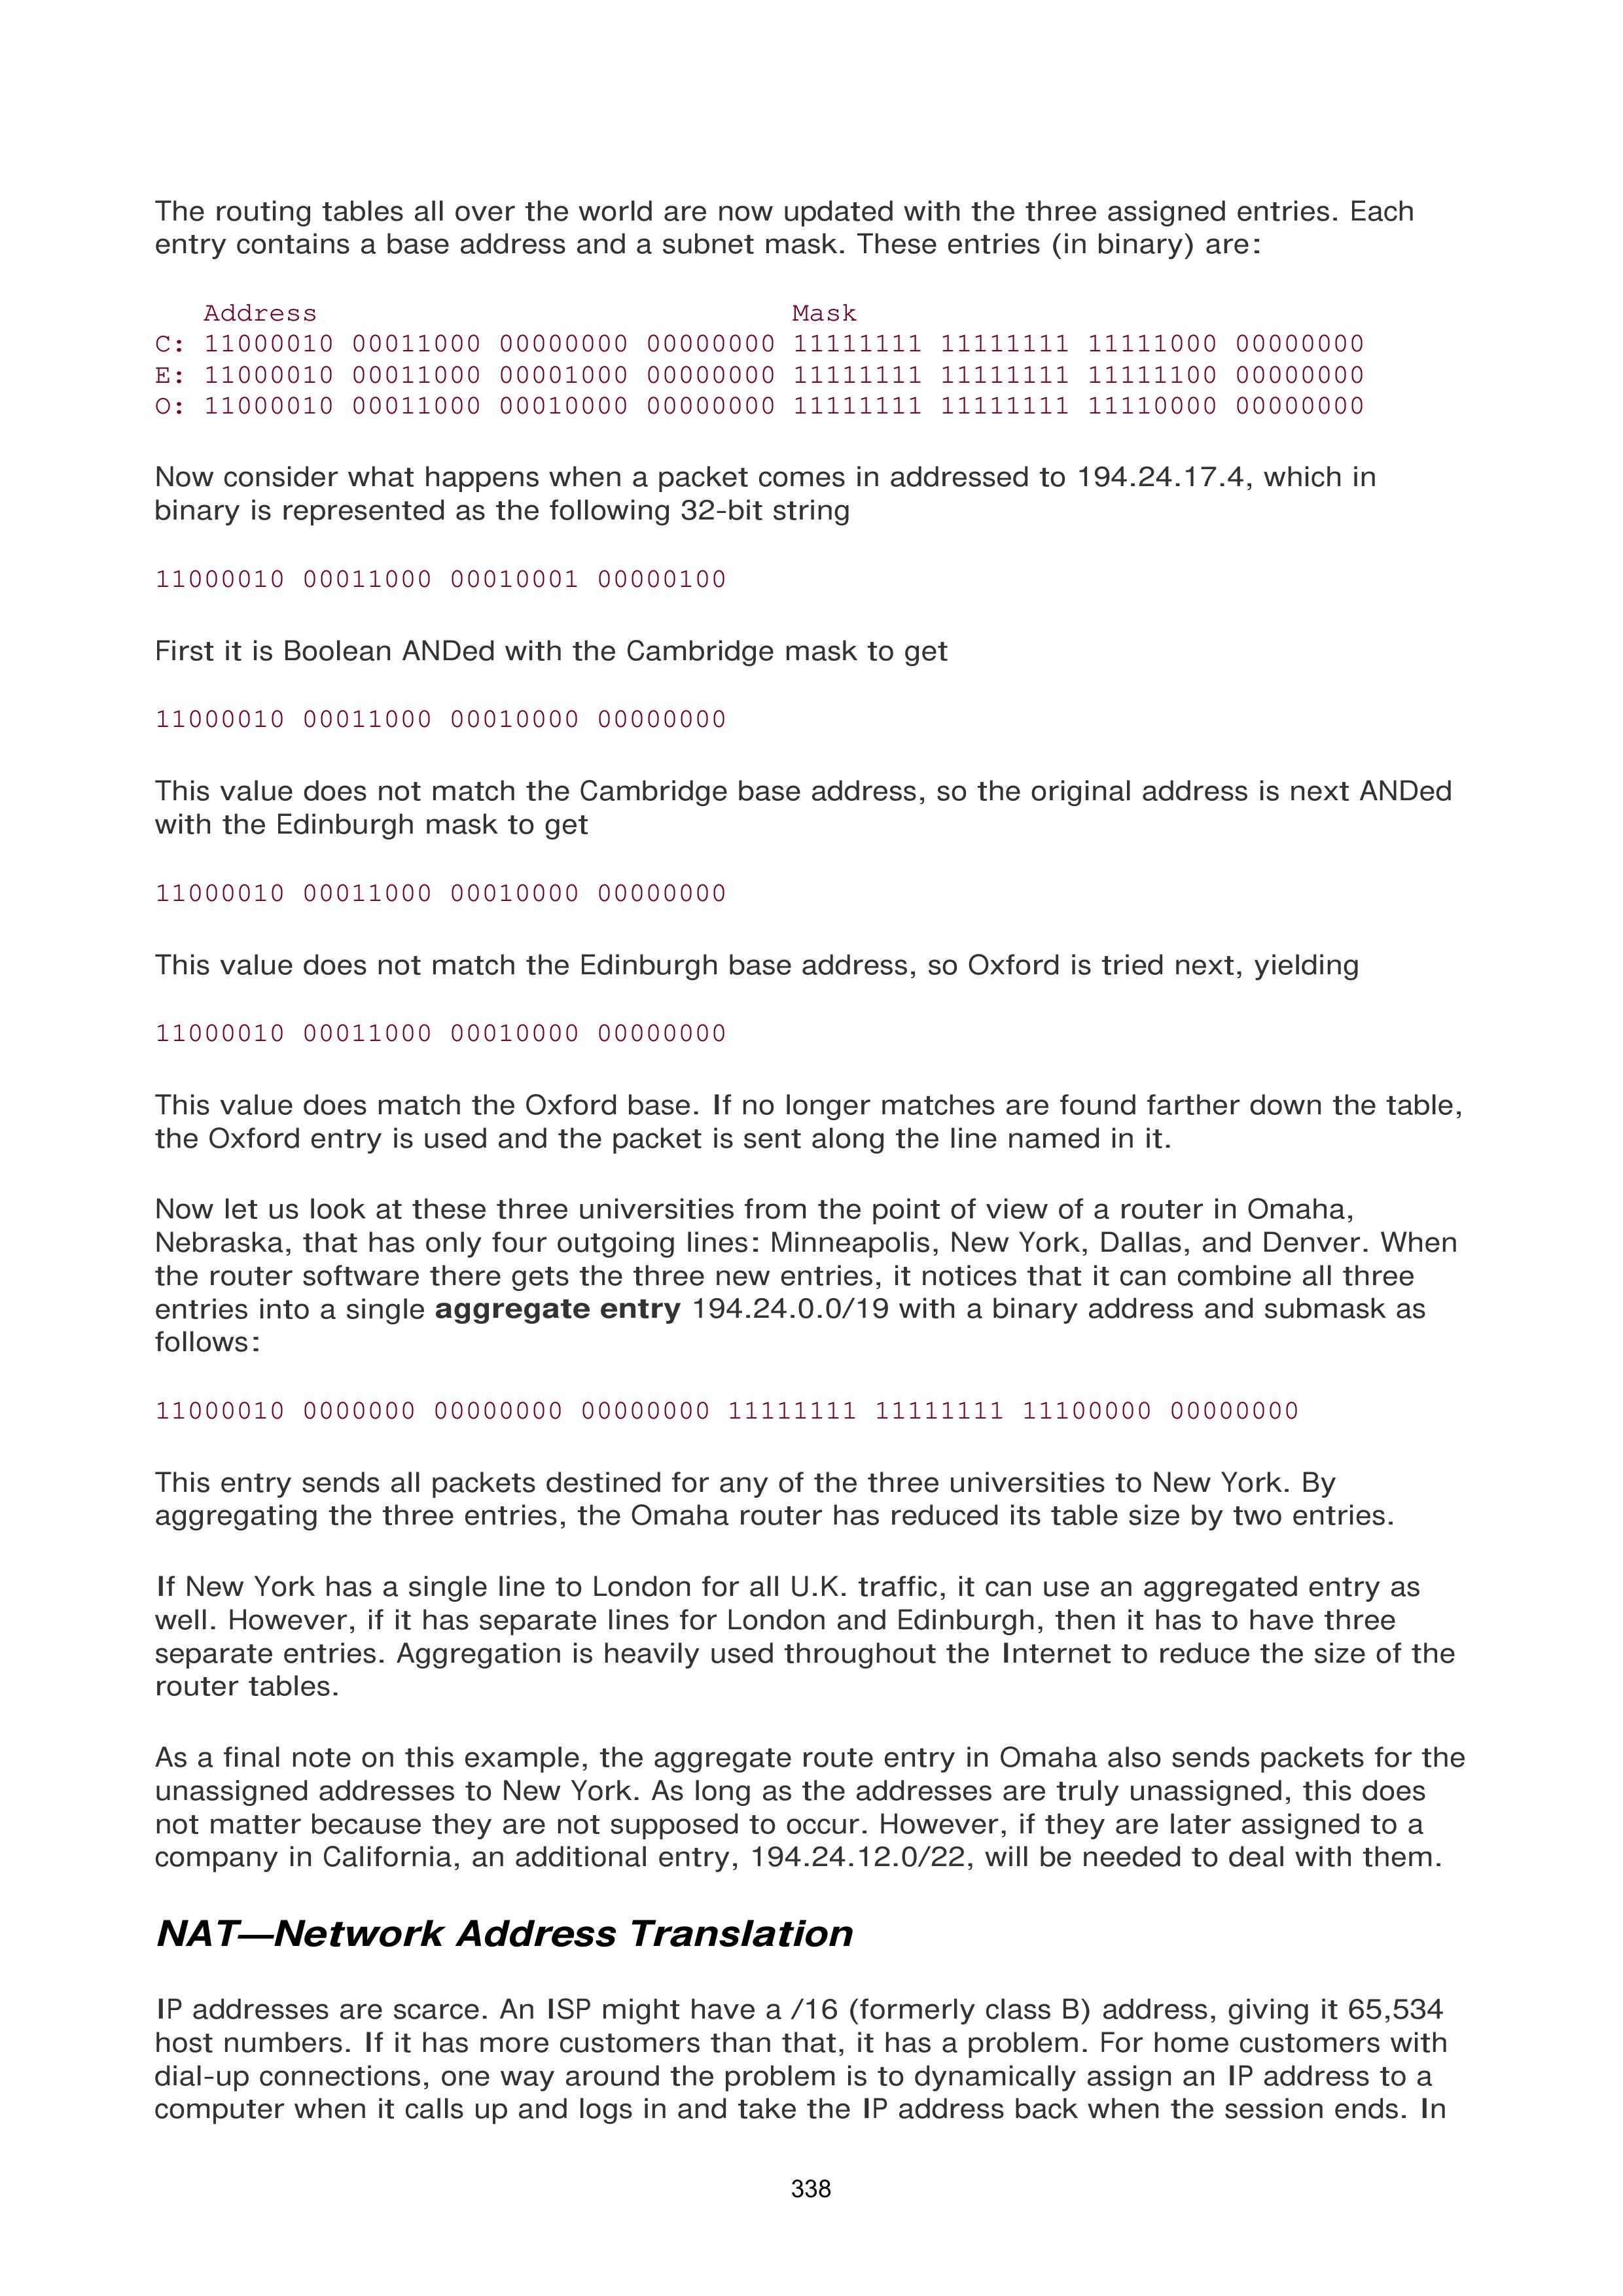 The routing tables all over the world are now updated with the three assigned entries. Each
entry contains a base address and a subnet mask. These entries (in binary) are:
Address Mask
C: 11000010 00011000 00000000 00000000 11111111 11111111 11111000 00000000
E: 11000010 00011000 00001000 00000000 11111111 11111111 11111100 00000000
O: 11000010 00011000 00010000 00000000 11111111 11111111 11110000 00000000
Now consider what happens when a packet comes in addressed to 194.24.17.4, which in
binary is represented as the following 32-bit string
11000010 00011000 00010001 00000100
First it is Boolean ANDed with the Cambridge mask to get
11000010 00011000 00010000 00000000
This value does not match the Cambridge base address, so the original address is next ANDed
with the Edinburgh mask to get
11000010 00011000 00010000 00000000
This value does not match the Edinburgh base address, so Oxford is tried next, yielding
11000010 00011000 00010000 00000000
This value does match the Oxford base. If no longer matches are found farther down the table,
the Oxford entry is used and the packet is sent along the line named in it.
Now let us look at these three universities from the point of view of a router in Omaha,
Nebraska, that has only four outgoing lines: Minneapolis, New York, Dallas, and Denver. When
the router software there gets the three new entries, it notices that it can combine all three
entries into a single aggregate entry 194.24.0.0/19 with a binary address and submask as
follows:
11000010 0000000 00000000 00000000 11111111 11111111 11100000 00000000
This entry sends all packets destined for any of the three universities to New York. By
aggregating the three entries, the Omaha router has reduced its table size by two entries.
If New York has a single line to London for all U.K. traffic, it can use an aggregated entry as
well. However, if it has separate lines for London and Edinburgh, then it has to have three
separate entries. Aggregation is heavily used throughout the Internet to reduce the size of the
router tables.
As a final note on this example, the aggregate route entry in Omaha also sends packets for the
unassigned addresses to New York. As long as the addresses are truly unassigned, this does
not matter because they are not supposed to occur. However, if they are later assigned to a
company in California, an additional entry, 194.24.12.0/22, will be needed to deal with them.
NAT—Network Address Translation
IP addresses are scarce. An ISP might have a /16 (formerly class B) address, giving it 65,534
host numbers. If it has more customers than that, it has a problem. For home customers with
dial-up connections, one way around the problem is to dynamically assign an IP address to a
computer when it calls up and logs in and take the IP address back when the session ends. In
338